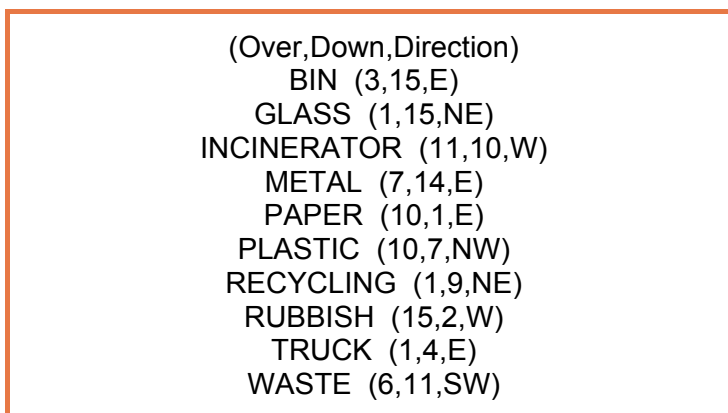 (Over,Down,Direction)
BIN (3,15,E)
GLASS (1,15,NE)
INCINERATOR (11,10,W)
METAL (7,14,E)
PAPER (10,1,E)
PLASTIC (10,7,NW)
RECYCLING (1,9,NE)
RUBBISH (15,2,W)
TRUCK (1,4,E)
WASTE (6,11,SW)